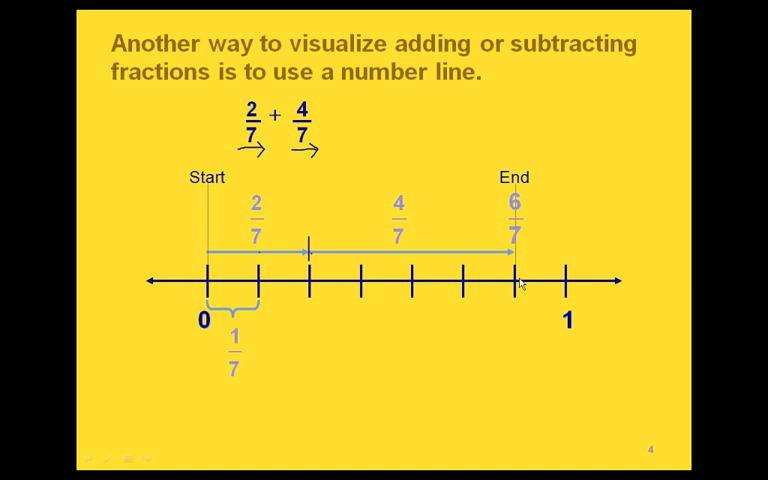 Another way to visualize adding or subtracting
fractions is to use a number line.
2/7 + 4/7
Start End
2/7 4/7 6/7
0 1
1/7
4